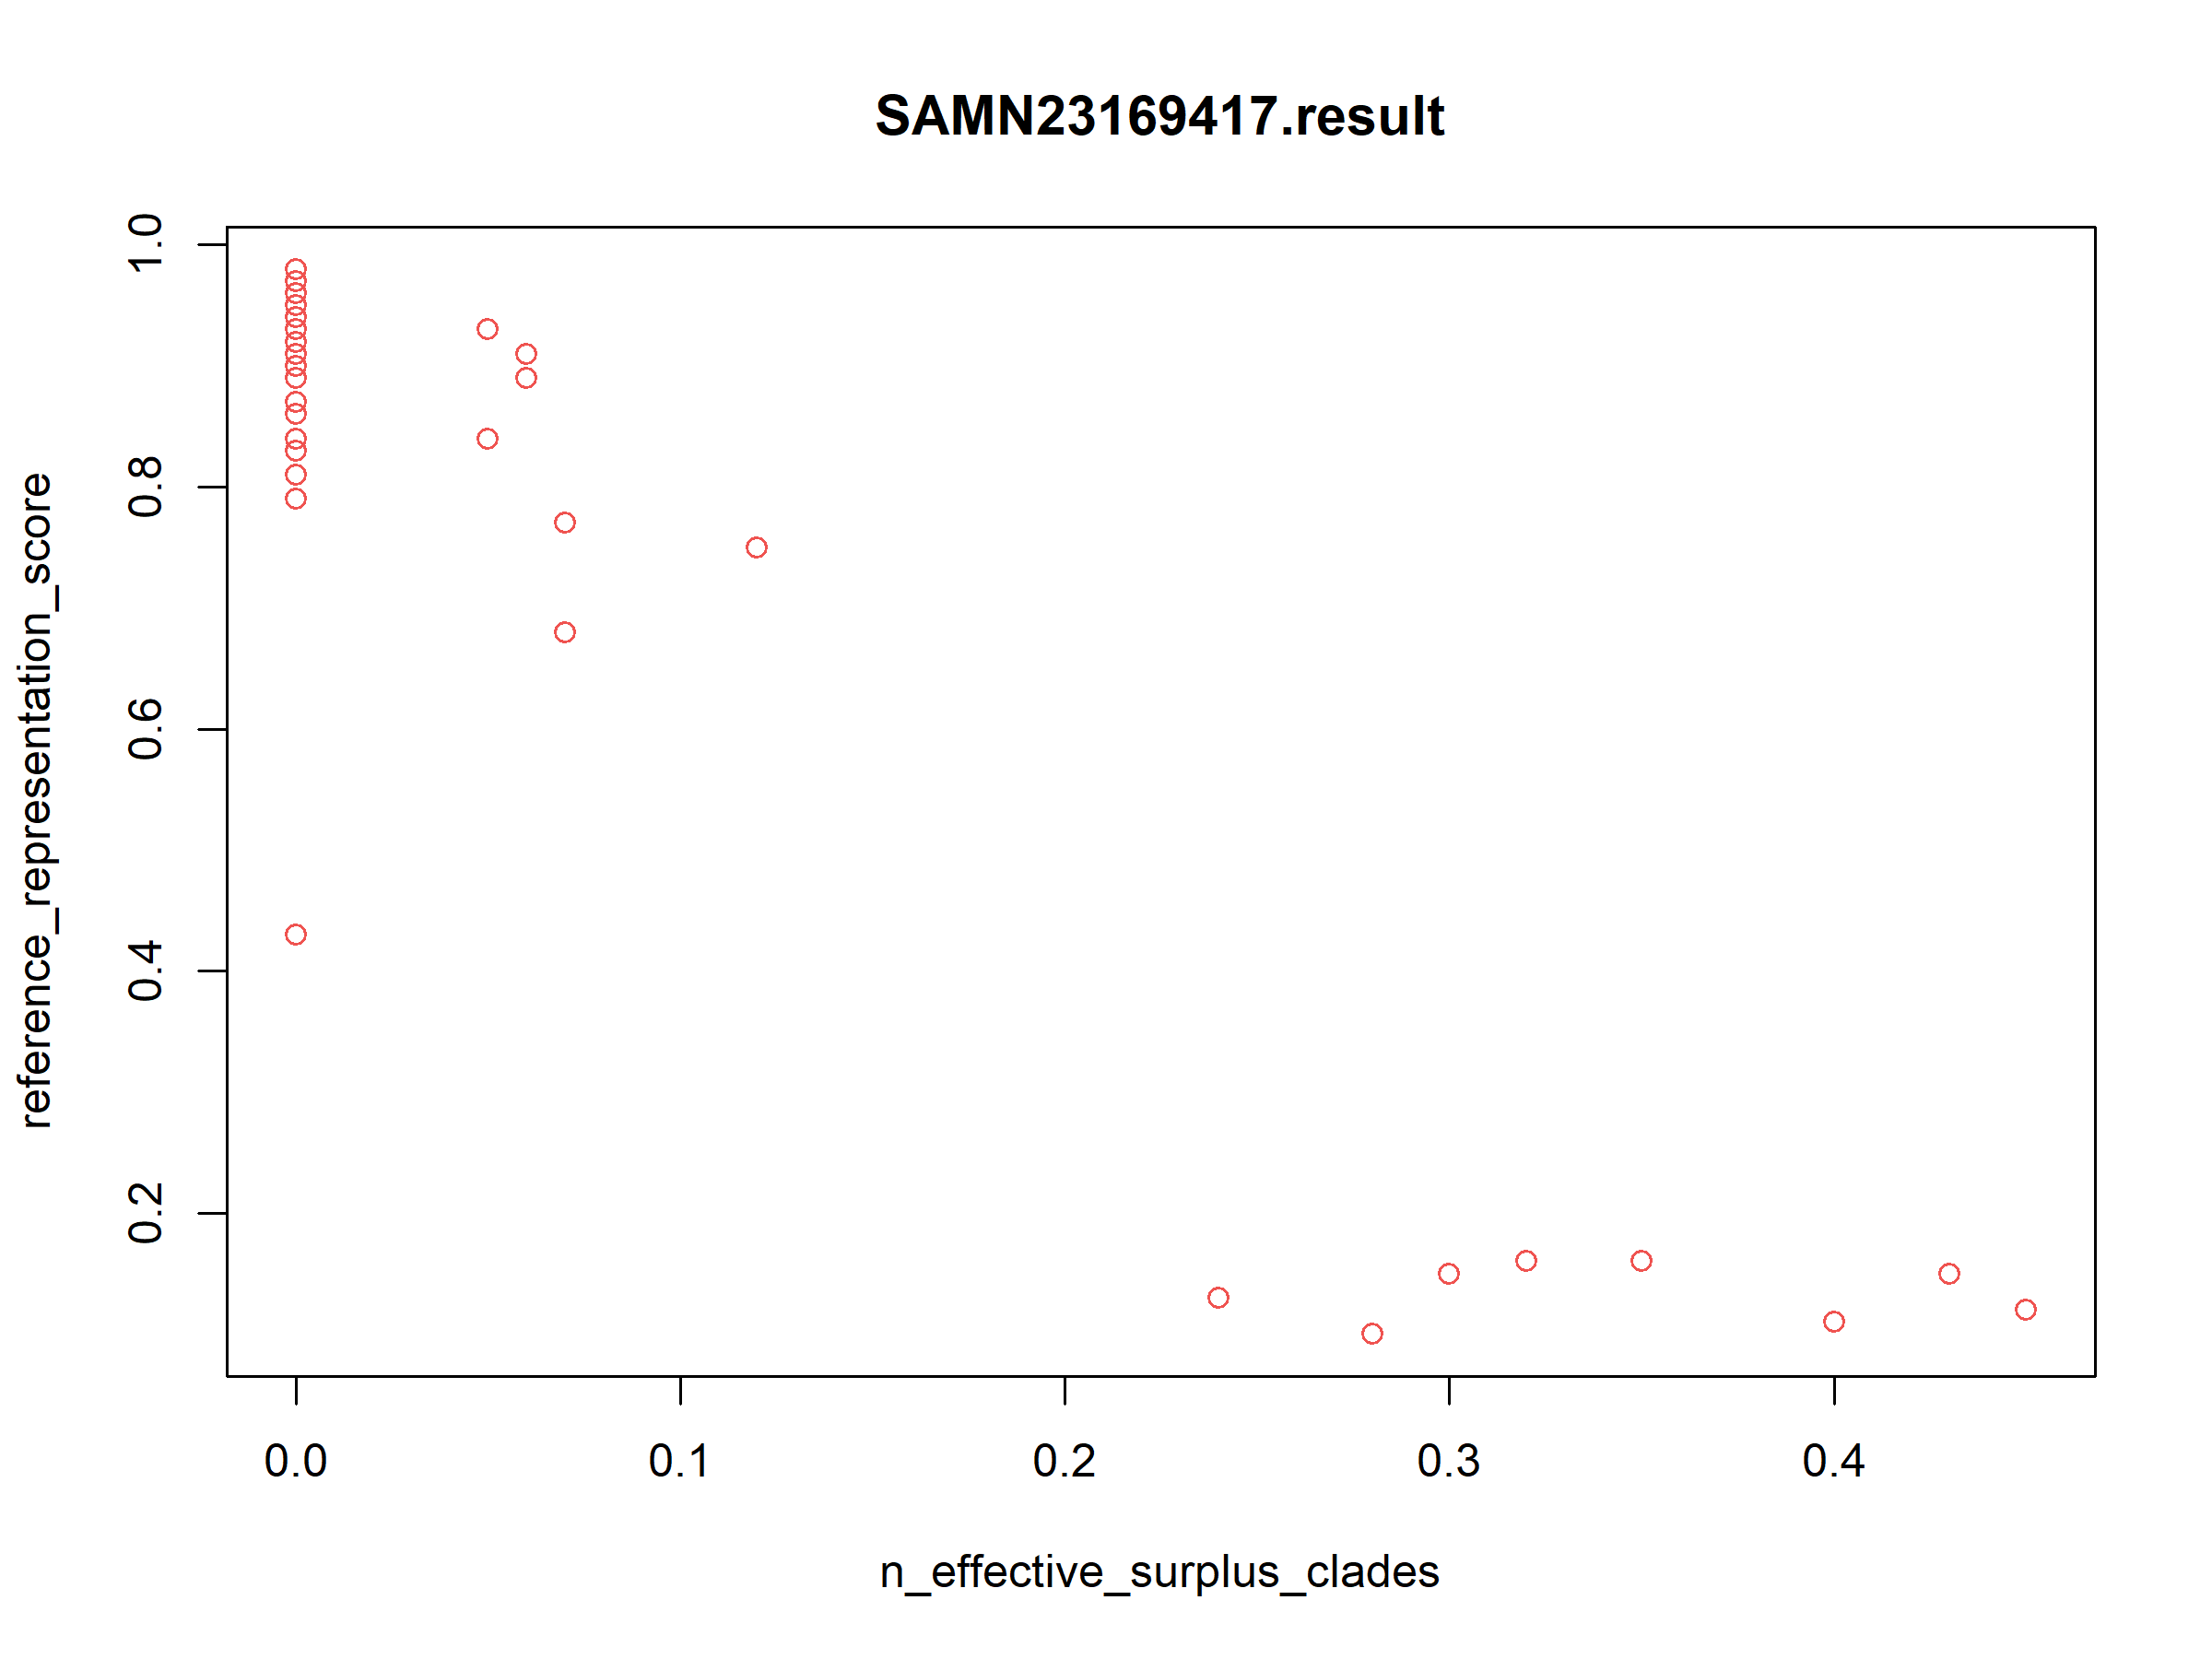 SAMN23169417.result
reference_representation_score
1.0
0.8
0.6
0.4
0.2
0.0 0.1 0.2 0.3 0.4
n_effective_surplus_clades